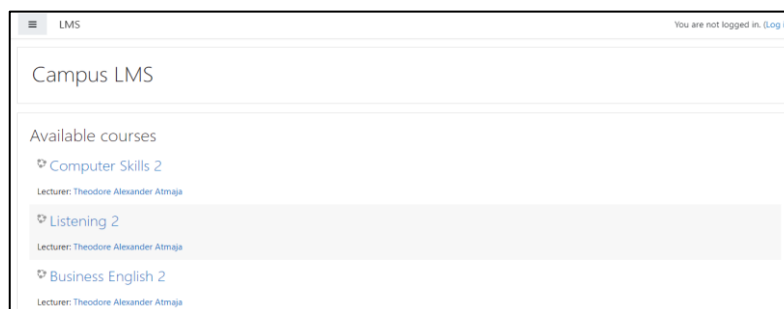 LMS
You are not logged in. (Log
Campus LMS
Available courses
Computer Skills 2
Lecturer: Theodore Alexander Atmaja
Listening 2
Lecturer: Theodore Alexander Atmaja
Business English 2
Lecturer: Theodore Alexander Atmaja